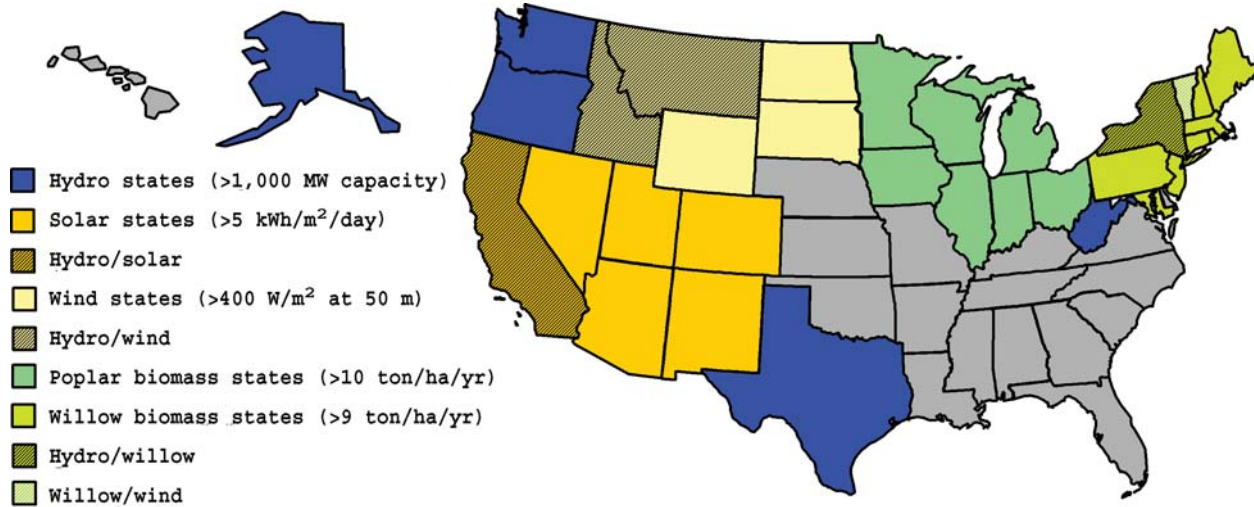 Hydro states (>1,000 MW capacity)
Solar states (>5 kWh/m²/day)
Hydro/solar
Wind states (>400 W/m² at 50 m)
Hydro/wind
Poplar biomass states (>10 ton/ha/yr)
Willow biomass states (>9 ton/ha/yr)
Hydro/willow
Willow/wind